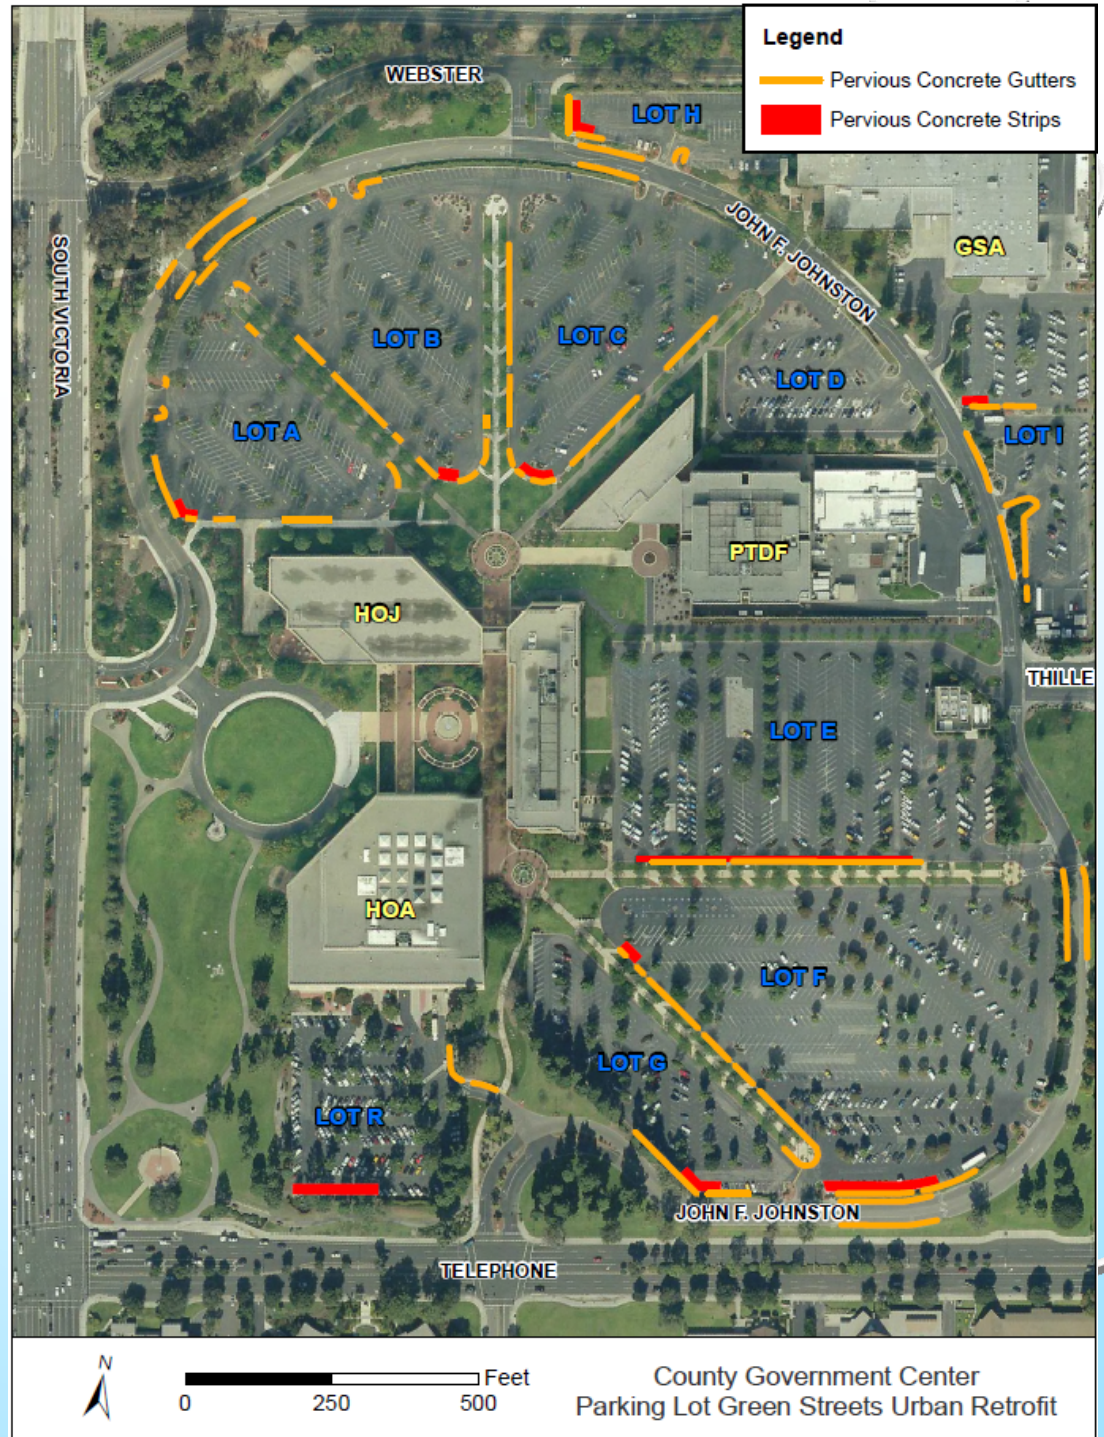 Legend
Pervious Concrete Gutters
Pervious Concrete Strips
WEBSTER
LOT H
JOHN F. JOHNSTON
GSA
SOUTH VICTORIA
LOT B
LOT C
LOT D
LOT A
LOT I
PTDF
HOJ
THILLE
LOT E
HOA
LOT F
LOT G
LOT R
JOHN F. JOHNSTON
TELEPHONE
N
Feet
0 250 500
County Government Center
Parking Lot Green Streets Urban Retrofit